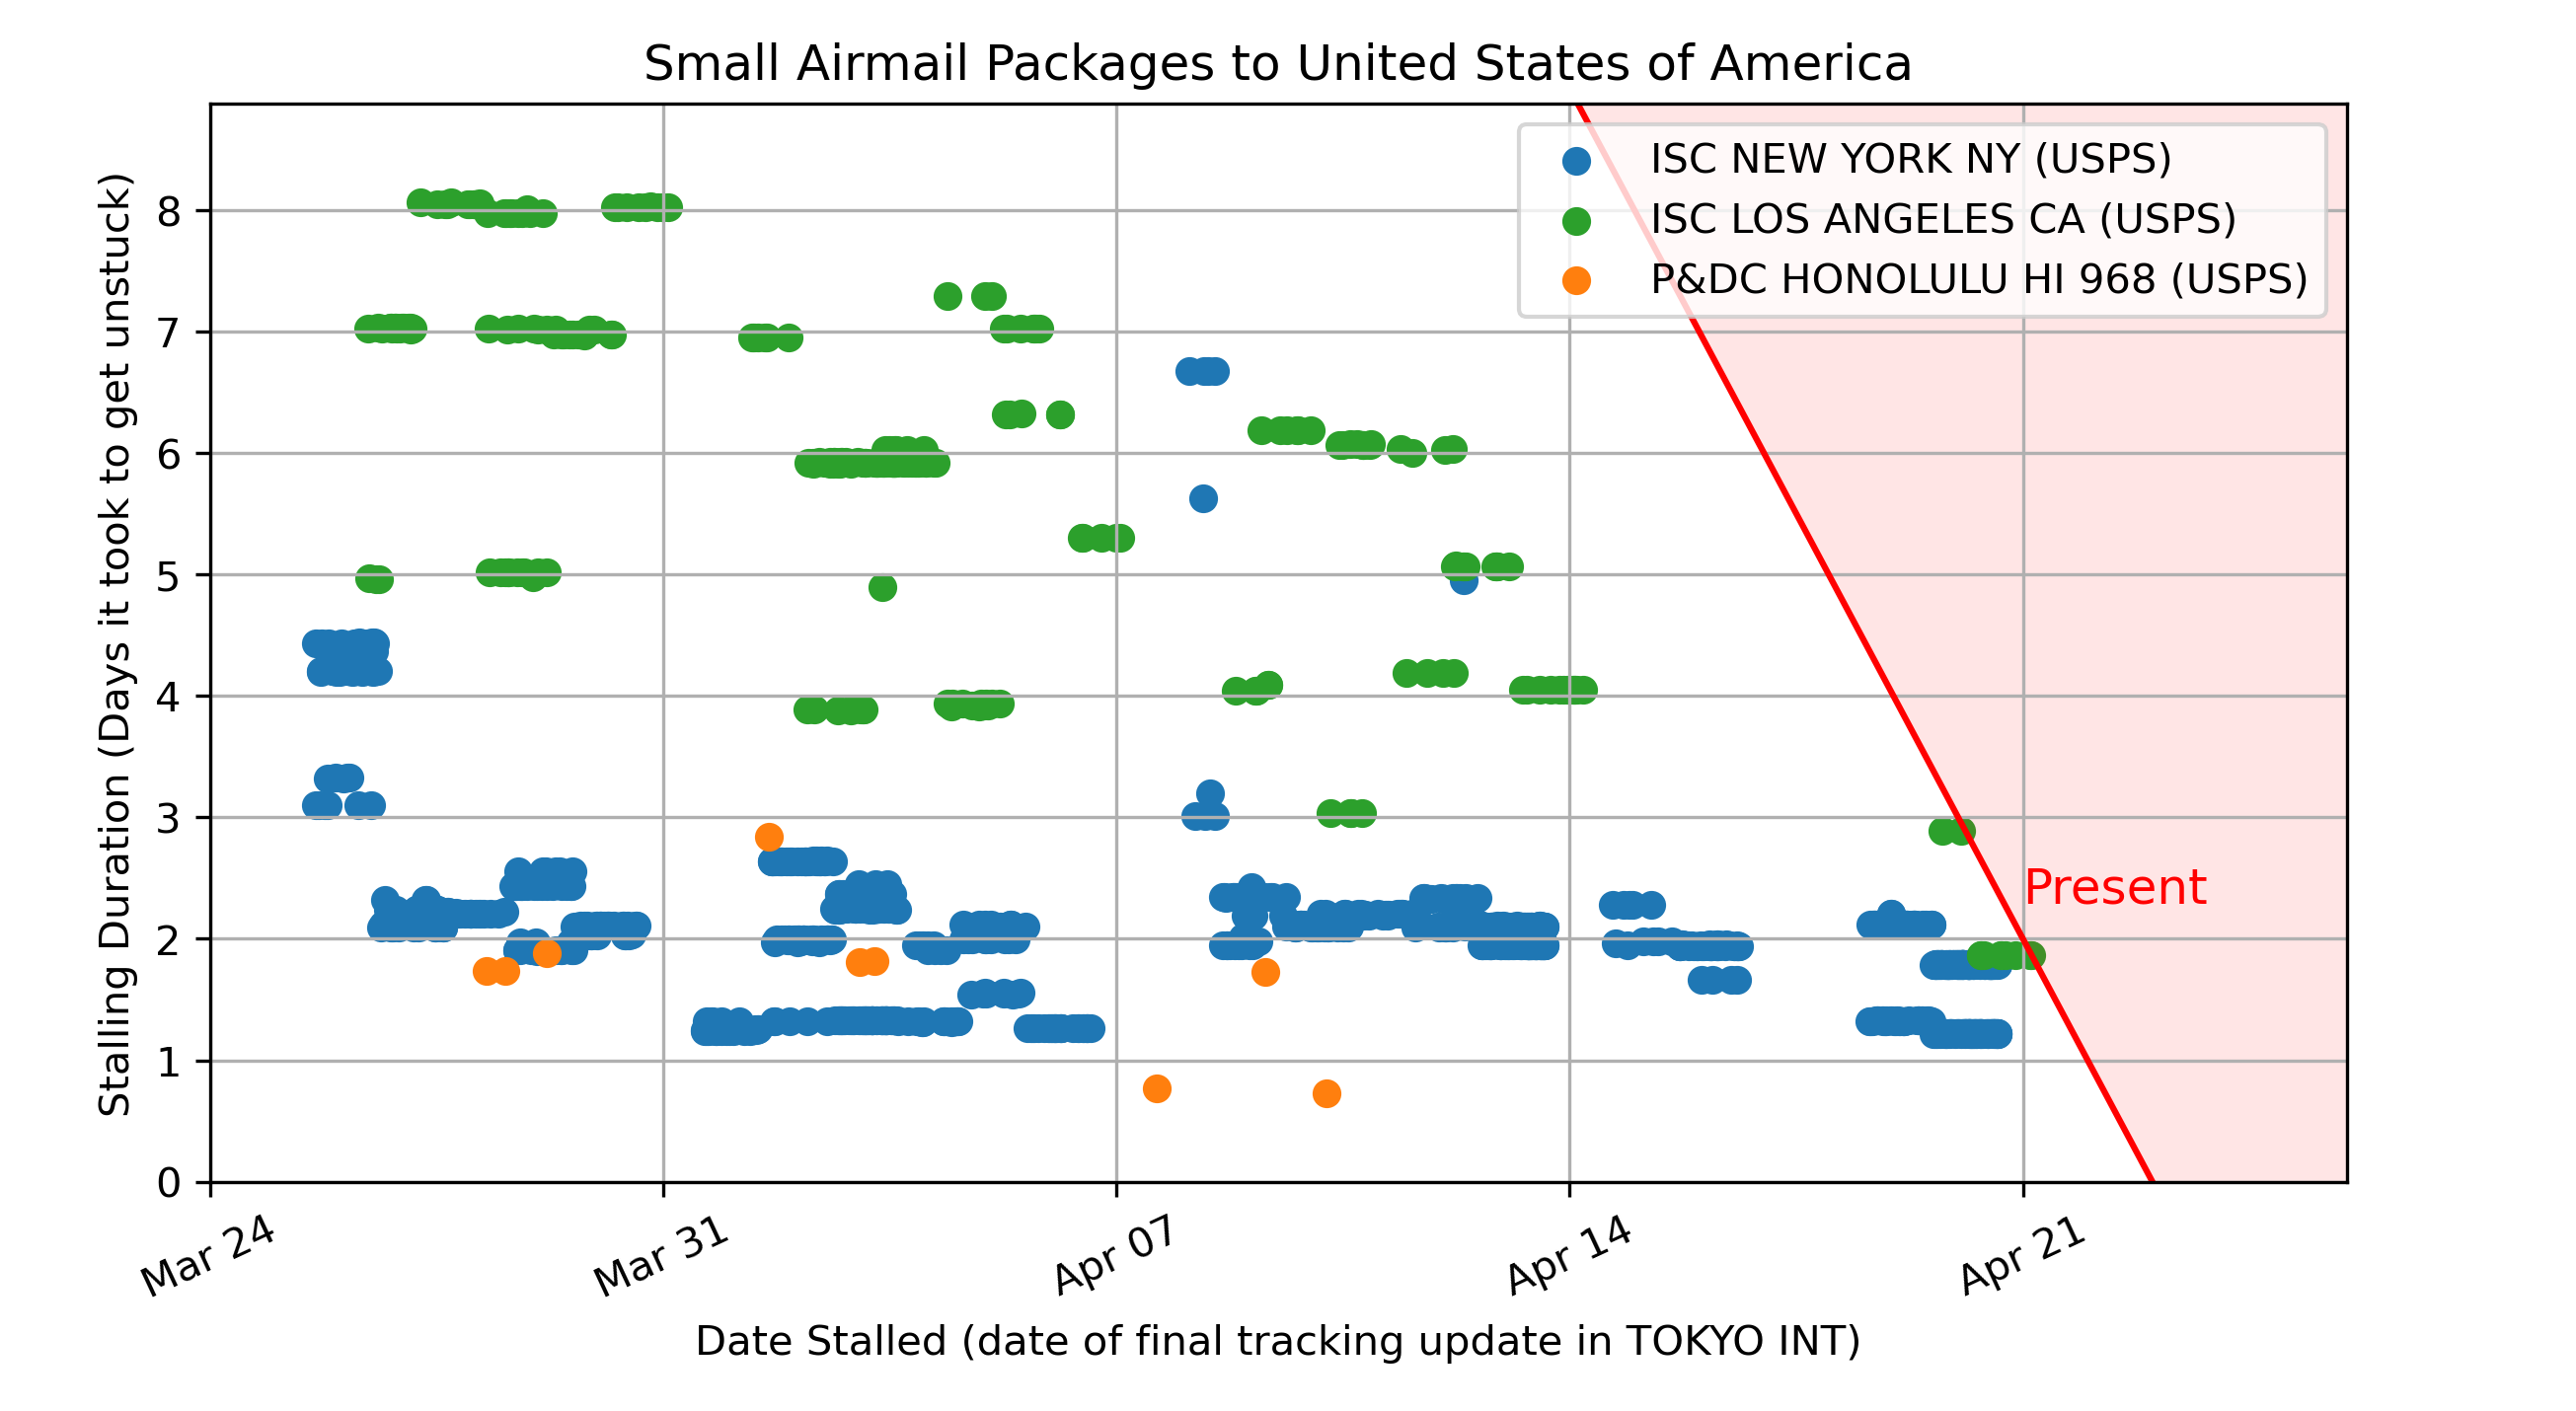 Small Airmail Packages to United States of America
ISC NEW YORK NY (USPS)
ISC LOS ANGELES CA (USPS)
P&DC HONOLULU HI 968 (USPS)
Stalling Duration (Days it took to get unstuck)
8
7
6
5
4
3
2
1
0
Present
Mar 24
Mar 31
Apr 07
Apr 14
Apr 21
Date Stalled (date of final tracking update in TOKYO INT)